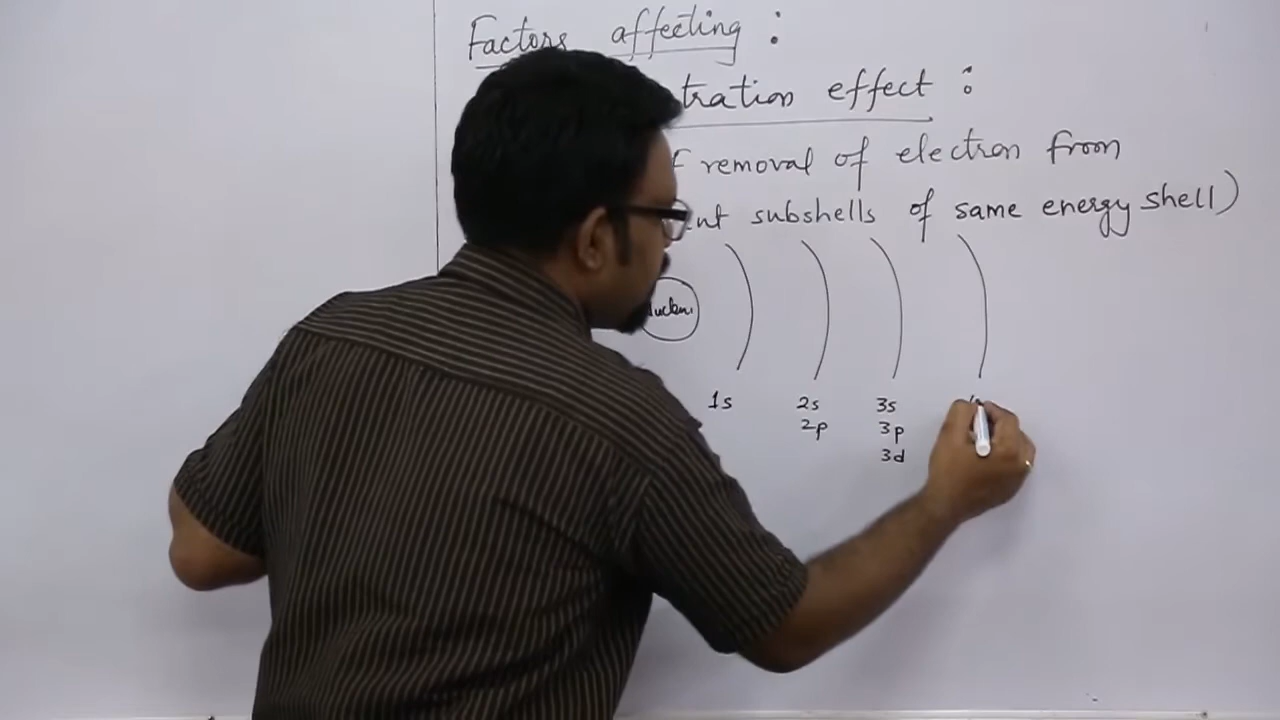 Factors affecting :
tration effect :
f removal of electron from
ent subshells of same energy shell)
1s 2s 3s
2p 3p
3d